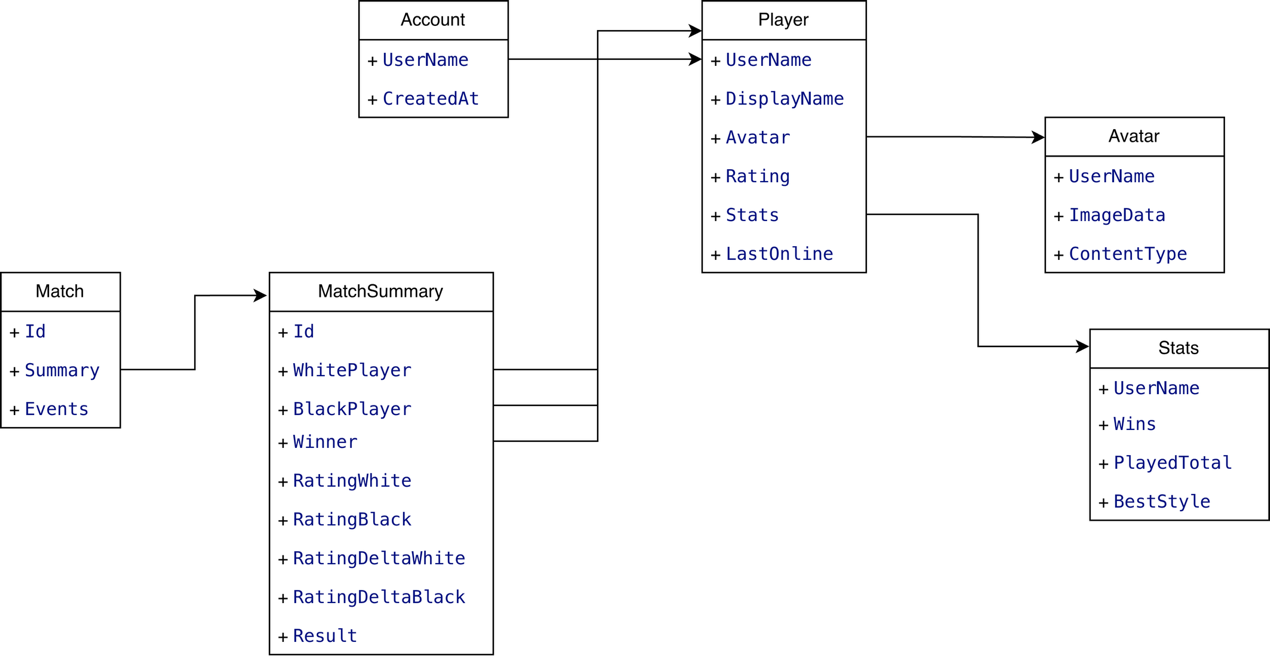 Account
+ UserName
+ CreatedAt
Player
+ UserName
+ DisplayName
+ Avatar
+ Rating
+ Stats
+ LastOnline
Avatar
+ UserName
+ ImageData
+ ContentType
Match
+ Id
+ Summary
+ Events
MatchSummary
+ Id
+ WhitePlayer
+ BlackPlayer
+ Winner
+ RatingWhite
+ RatingBlack
+ RatingDeltaWhite
+ RatingDeltaBlack
+ Result
Stats
+ UserName
+ Wins
+ PlayedTotal
+ BestStyle